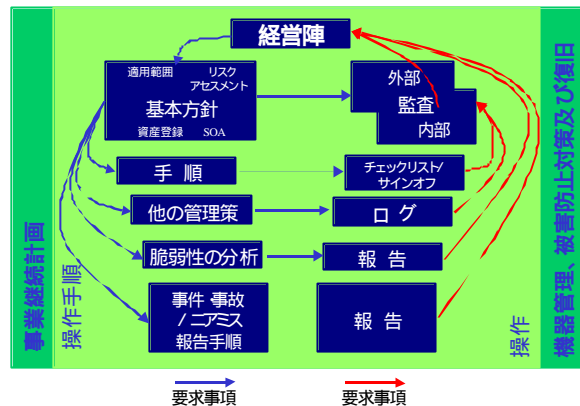 経営陣
適用範囲 リスク
アセスメント
基本方針
資産登録 SOA
外部
監査
内部
手 順
チェックリスト/
サインオフ
他の管理策
ロ グ
脆弱性の分析
報 告
事件 事故
/ ニアミス
報告手順
報 告
事業継続計画
操作手順
操作
機器管理、被害防止対策及び復旧
要求事項
要求事項